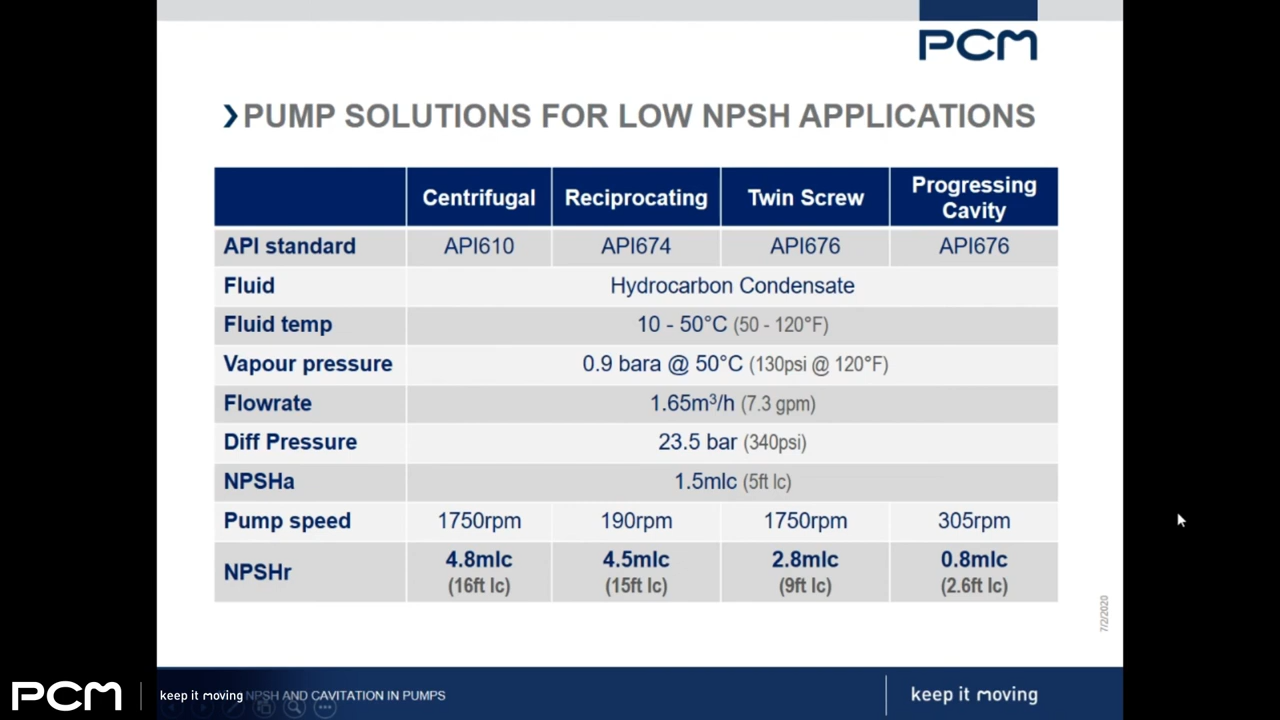 PCM
PUMP SOLUTIONS FOR LOW NPSH APPLICATIONS
Centrifugal Reciprocating Twin Screw Progressing Cavity
API standard API610 API674 API676 API676
Fluid Hydrocarbon Condensate
Fluid temp 10 - 50°C (50 - 120°F)
Vapour pressure 0.9 bara @ 50°C (130psi @ 120°F)
Flowrate 1.65m³/h (7.3 gpm)
Diff Pressure 23.5 bar (340psi)
NPSHa 1.5mlc (5ft lc)
Pump speed 1750rpm 190rpm 1750rpm 305rpm
NPSHr 4.8mlc 4.5mlc 2.8mlc 0.8mlc
(16ft lc) (15ft lc) (9ft lc) (2.6ft lc)
7/2/2020
PCM keep it moving NPSH AND CAVITATION IN PUMPS keep it moving